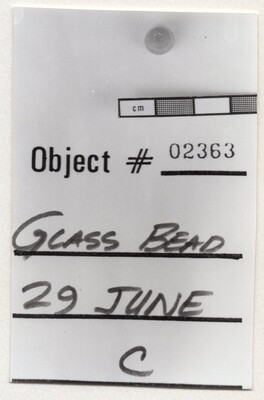 cm
Object # 02363
GLASS BEAD
29 JUNE
C